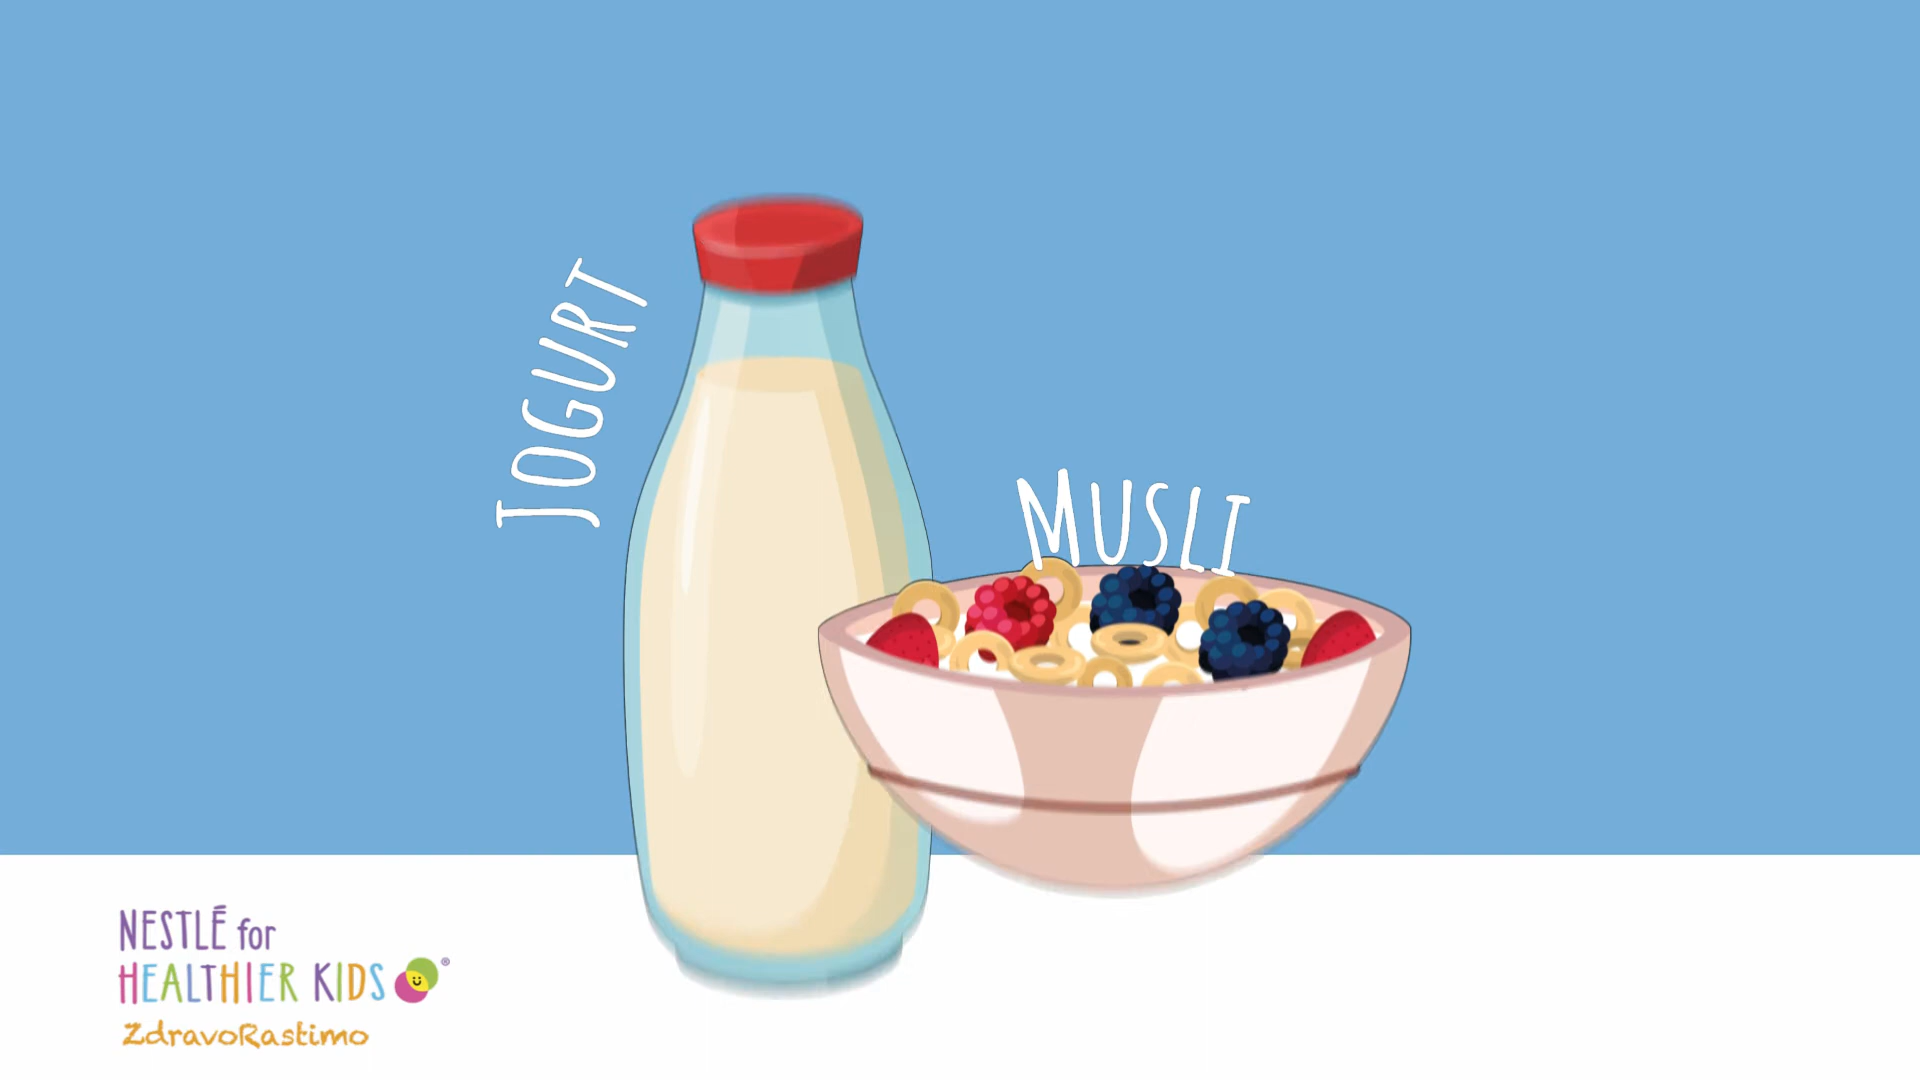 JOGURT
MUSLI
NESTLÉ for
HEALTHIER KIDS ®
ZdravoRastimo